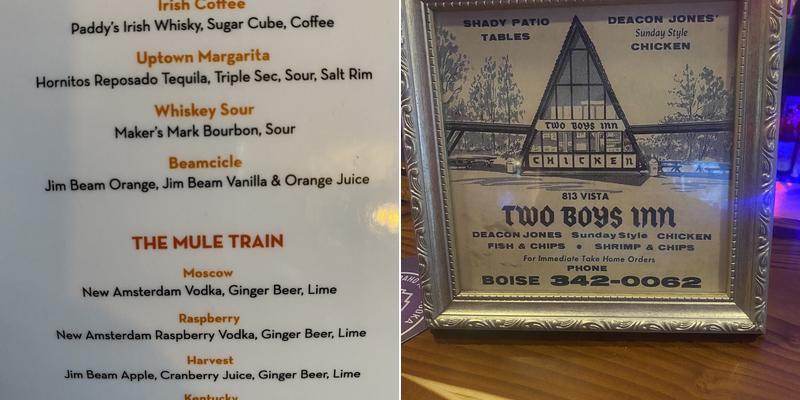 Irish Coffee
Paddy's Irish Whisky, Sugar Cube, Coffee
Uptown Margarita
Hornitos Reposado Tequila, Triple Sec, Sour, Salt Rim
Whiskey Sour
Maker's Mark Bourbon, Sour
Beamcicle
Jim Beam Orange, Jim Beam Vanilla & Orange Juice
THE MULE TRAIN
Moscow
New Amsterdam Vodka, Ginger Beer, Lime
Raspberry
New Amsterdam Raspberry Vodka, Ginger Beer, Lime
Harvest
Jim Beam Apple, Cranberry Juice, Ginger Beer, Lime
Kentucky
SHADY PATIO
TABLES
DEACON JONES'
Sunday Style
CHICKEN
TWO BOYS INN
CHICKEN
813 VISTA
TWO BOYS INN
DEACON JONES Sunday Style CHICKEN
FISH & CHIPS • SHRIMP & CHIPS
For Immediate Take Home Orders
PHONE
BOISE 342-0062